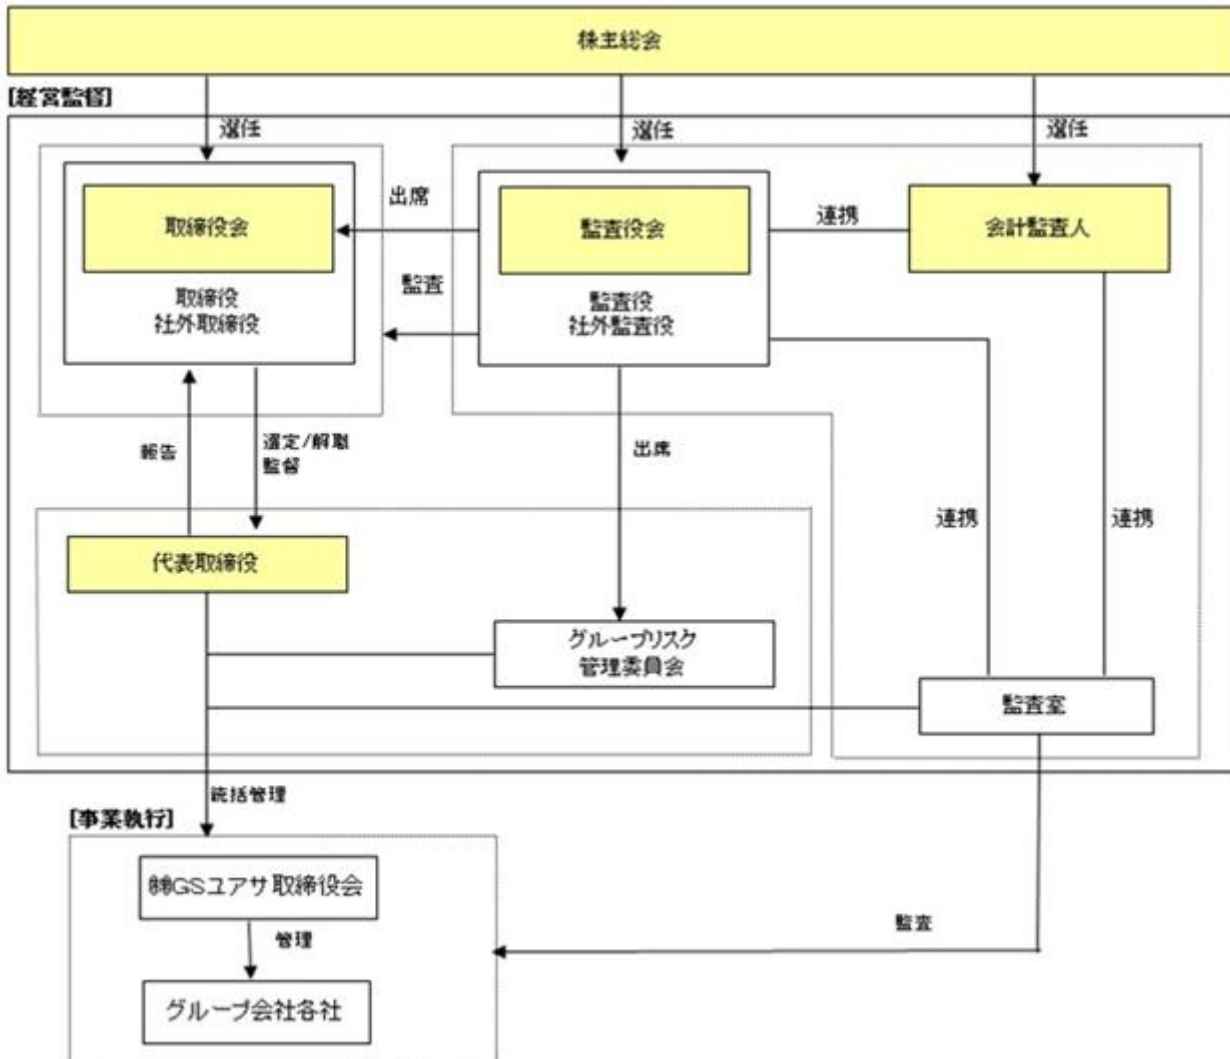 株主総会
[経営監督]
選任
選任
選任
取締役会
出席
監査役会
連携
会計監査人
取締役
社外取締役
監査
監査役
社外監査役
報告
選定/解職
監督
出席
連携
連携
代表取締役
グループリスク
管理委員会
監査室
統括管理
[事業執行]
㈱GSユアサ取締役会
管理
監査
グループ会社各社